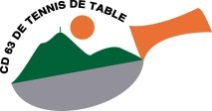 CD 63 DE TENNIS DE TABLE